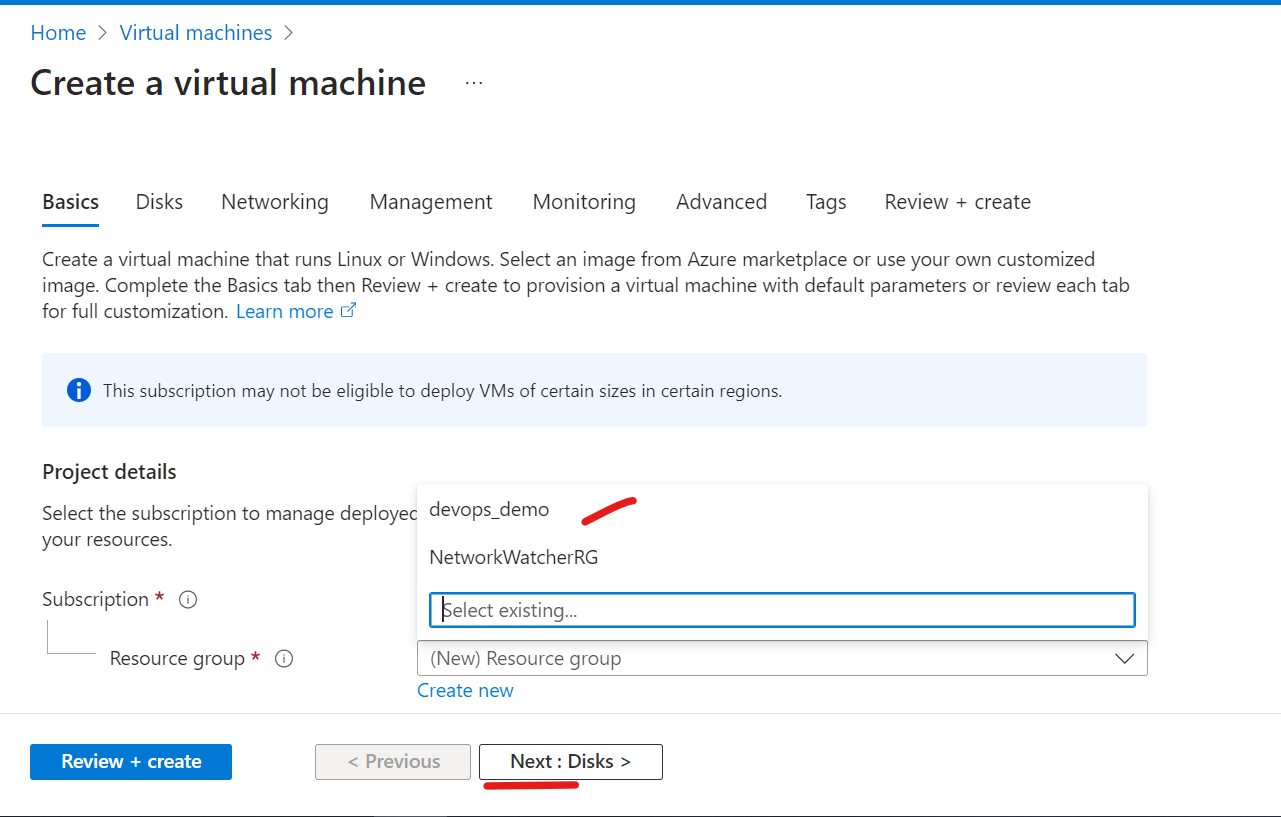 Home > Virtual machines >
Create a virtual machine ...
Basics Disks Networking Management Monitoring Advanced Tags Review + create
Create a virtual machine that runs Linux or Windows. Select an image from Azure marketplace or use your own customized
image. Complete the Basics tab then Review + create to provision a virtual machine with default parameters or review each tab
for full customization. Learn more
This subscription may not be eligible to deploy VMs of certain sizes in certain regions.
Project details
Select the subscription to manage deployed
your resources.
devops_demo
NetworkWatcherRG
Select existing...
Subscription *
Resource group *
(New) Resource group
Create new
Review + create
< Previous
Next : Disks >